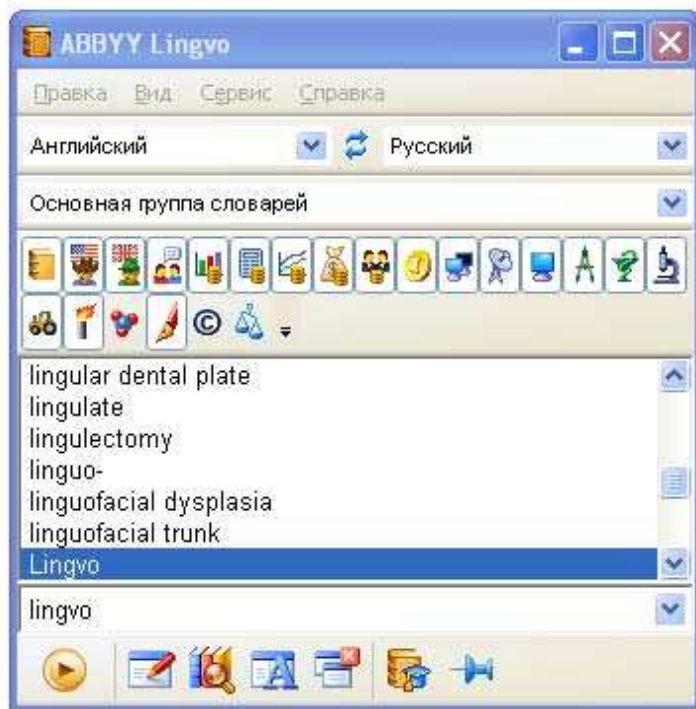 ABBYY Lingvo
Правка Вид Сервис Справка
Английский Русский
Основная группа словарей
©
lingular dental plate
lingulate
lingulectomy
linguo-
linguofacial dysplasia
linguofacial trunk
Lingvo
lingvo